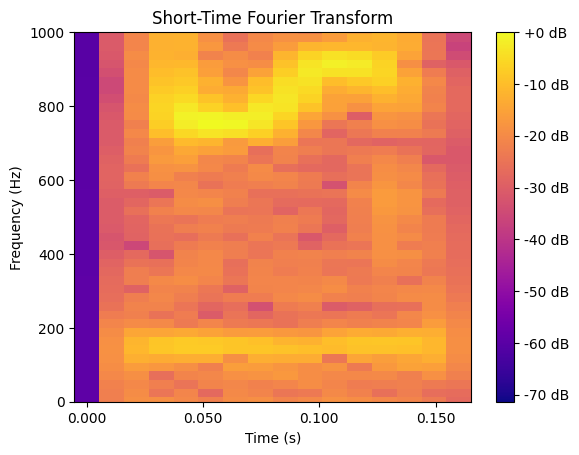 Short-Time Fourier Transform
Frequency (Hz)
1000
800
600
400
200
0
0.000
0.050
0.100
0.150
Time (s)
+0 dB
-10 dB
-20 dB
-30 dB
-40 dB
-50 dB
-60 dB
-70 dB